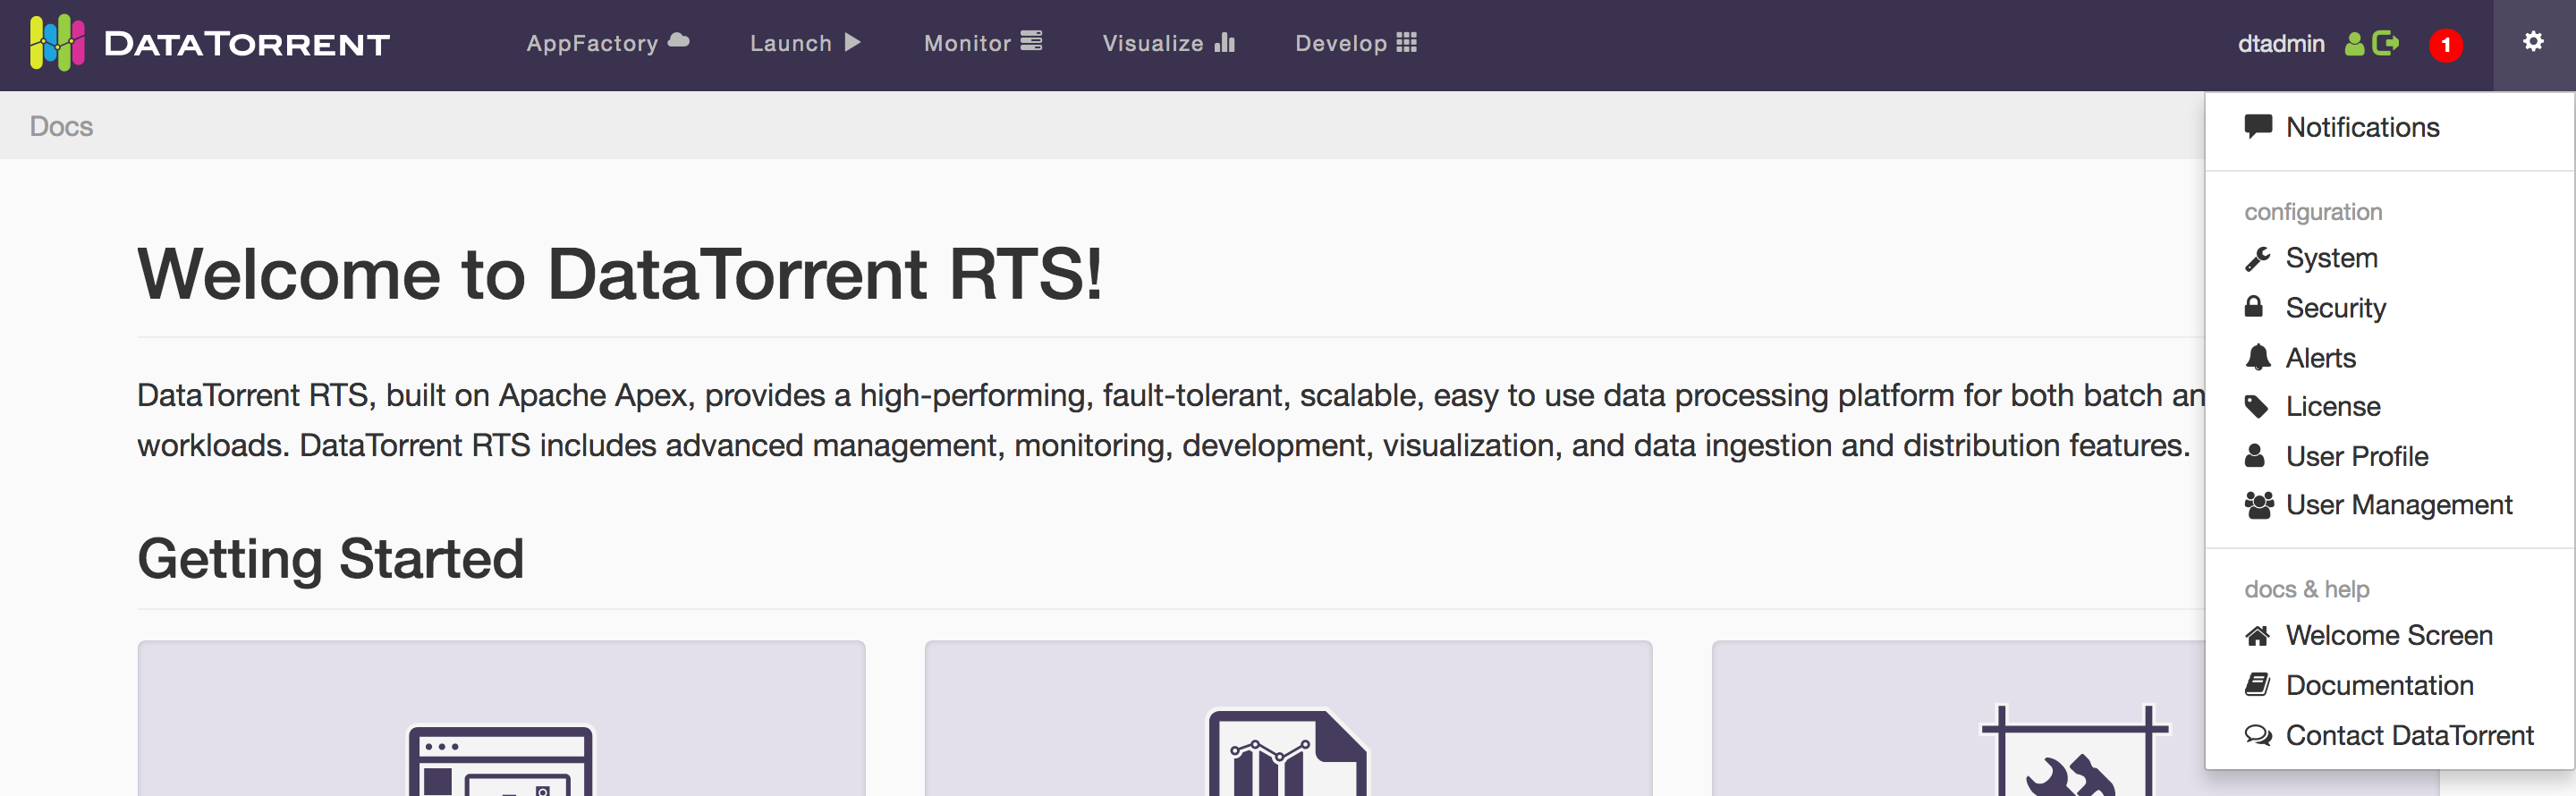 DATATORRENT
AppFactory
Launch
Monitor
Visualize
Develop
dtadmin
1
Docs
Welcome to DataTorrent RTS!
DataTorrent RTS, built on Apache Apex, provides a high-performing, fault-tolerant, scalable, easy to use data processing platform for both batch an
workloads. DataTorrent RTS includes advanced management, monitoring, development, visualization, and data ingestion and distribution features.
Getting Started
Notifications
configuration
System
Security
Alerts
License
User Profile
User Management
docs & help
Welcome Screen
Documentation
Contact DataTorrent